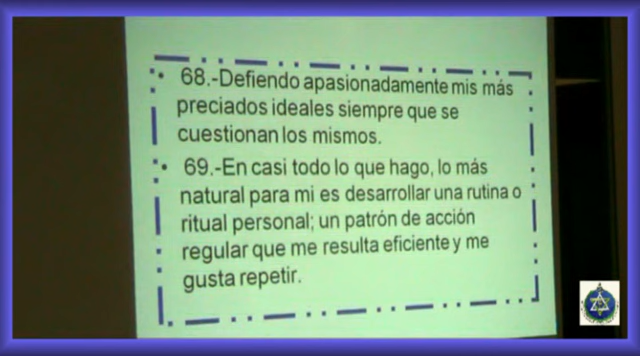 • 68.-Defiendo apasionadamente mis más
preciados ideales siempre que se
cuestionan los mismos.
• 69.-En casi todo lo que hago, lo más
natural para mi es desarrollar una rutina o
ritual personal; un patrón de acción
regular que me resulta eficiente y me
gusta repetir.